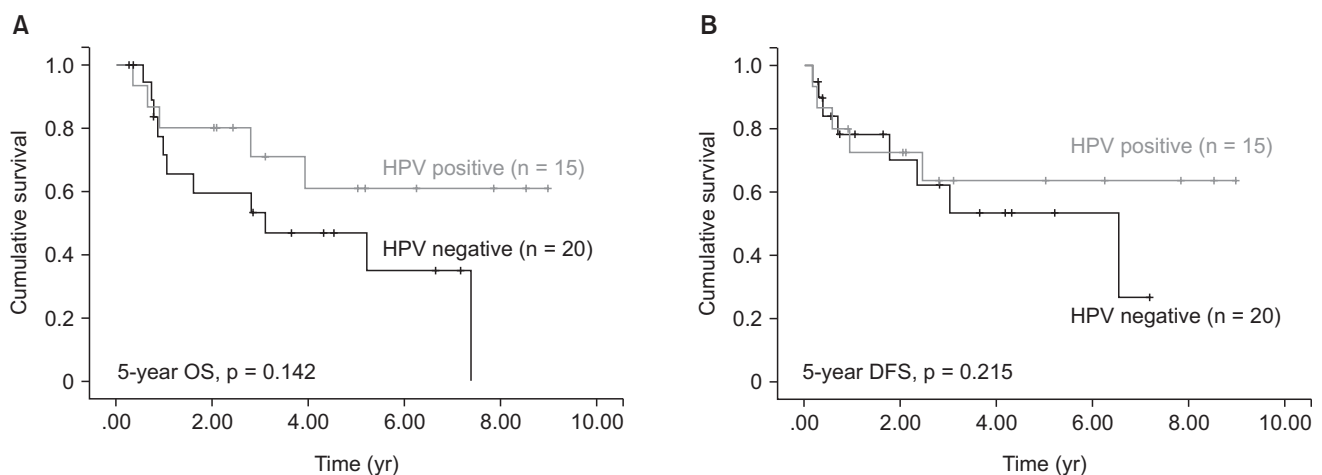 A
Cumulative survival
1.0
0.8
0.6
0.4
0.2
0
HPV positive (n = 15)
HPV negative (n = 20)
5-year OS, p = 0.142
.00 2.00 4.00 6.00 8.00 10.00
Time (yr)
B
Cumulative survival
1.0
0.8
0.6
0.4
0.2
0
HPV positive (n = 15)
HPV negative (n = 20)
5-year DFS, p = 0.215
.00 2.00 4.00 6.00 8.00 10.00
Time (yr)